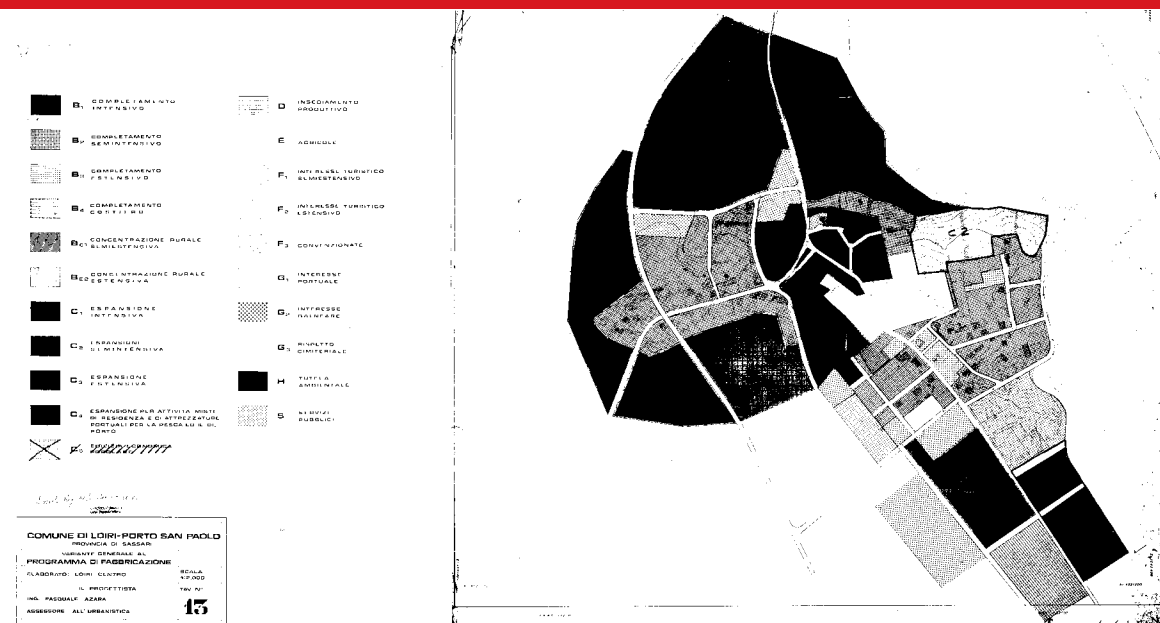 B1 COMPLETAMENTO
INTENSIVO
B2 COMPLETAMENTO
SEMINTENSIVO
B3 COMPLETAMENTO
ESTENSIVO
B4 COMPLETAMENTO
COSTIERO
BC1 CONCENTRAZIONE RURALE
SEMIESTENSIVA
BC2 CONCENTRAZIONE RURALE
ESTENSIVA
C1 ESPANSIONE
INTENSIVA
C2 ESPANSIONE
SEMINTENSIVA
C3 ESPANSIONE
ESTENSIVA
C4 ESPANSIONE PER ATTIVITA MISTE
DI RESIDENZA E DI ATTREZZATURE
PORTUALI PER LA PESCA ED IL DI
PORTO
D INSEDIAMENTO
PRODUTTIVO
E AGRICOLE
F1 INTERESSE TURISTICO
SEMIESTENSIVO
F2 INTERESSE TURISTICO
ESTENSIVO
F3 CONVENZIONATE
G1 INTERESSE
PORTUALE
G2 INTERESSE
BALNEARE
G3 RISPETTO
CIMITERIALE
H TUTELA
AMBIENTALE
S SERVIZI
PUBBLICI
C2
COMUNE DI LOIRI-PORTO SAN PAOLO
PROVINCIA DI SASSARI
VARIANTE GENERALE AL
PROGRAMMA DI FABBRICAZIONE
ELABORATO: LOIRI CENTRO
SCALA
1:2.000
IL PROGETTISTA
TAV. N°
ING. PASQUALE AZARA
13
ASSESSORE ALL'URBANISTICA